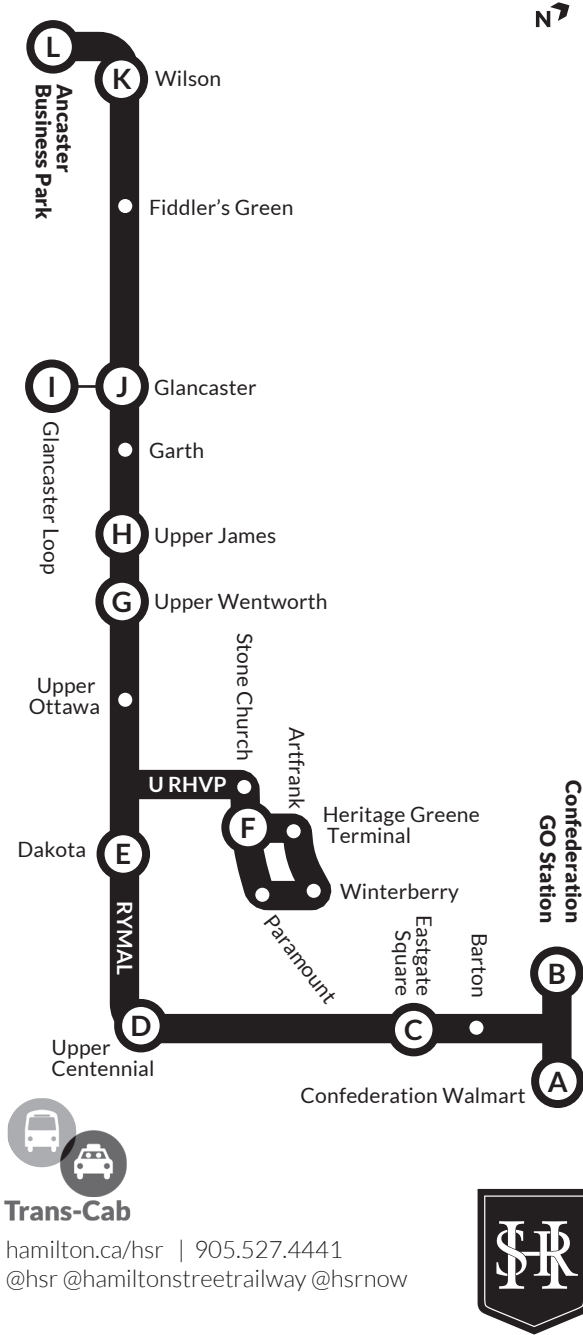 N
L
K
Wilson
Ancaster
Business Park
Fiddler's Green
I
J
Glancaster
Glancaster Loop
Garth
H
Upper James
G
Upper Wentworth
Upper
Ottawa
Stone Church
Artfrank
U RHVP
F
Heritage Greene
Terminal
Dakota
E
Winterberry
Paramount
RYMAL
Eastgate
Square
Barton
Confederation
GO Station
B
D
C
Upper
Centennial
A
Confederation Walmart
Trans-Cab
hamilton.ca/hsr | 905.527.4441
@hsr @hamiltonstreetrailway @hsrnow
HSR